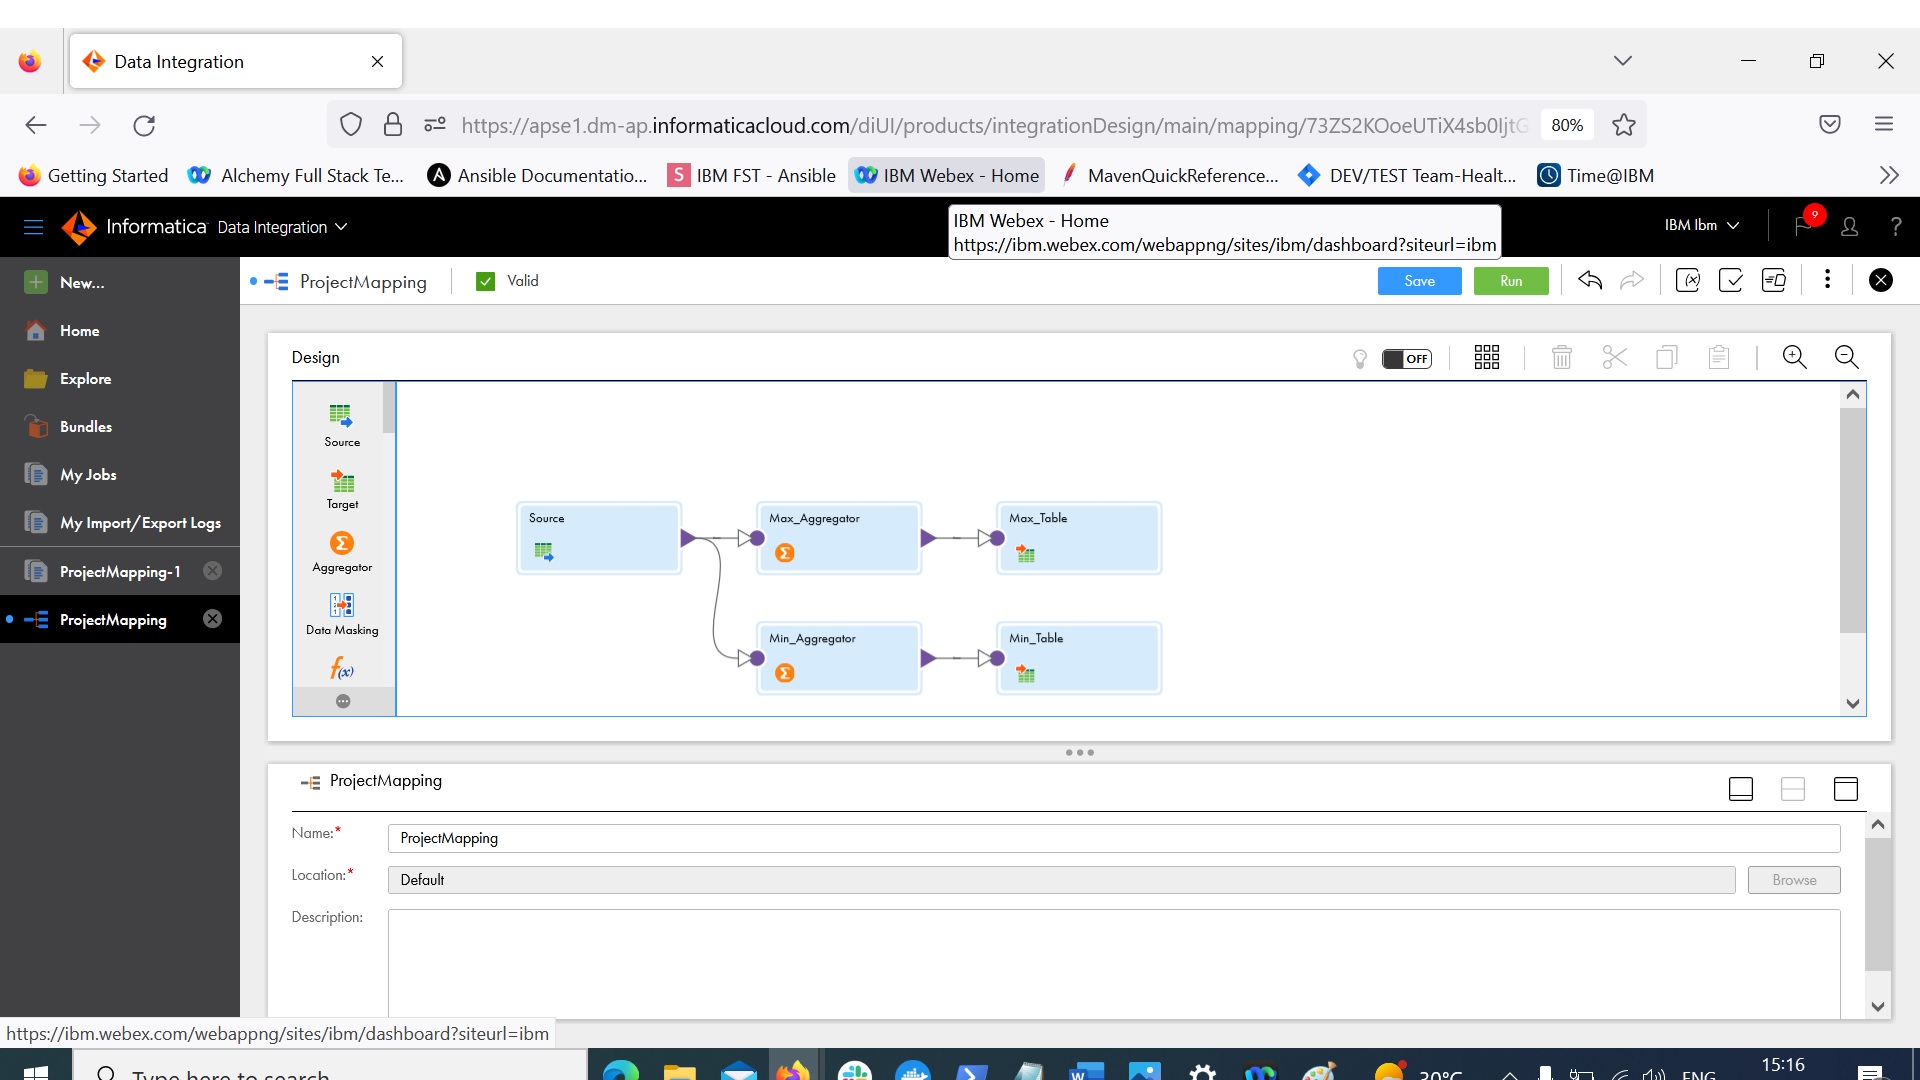 Data Integration
https://apse1.dm-ap.informaticacloud.com/diUI/products/integrationDesign/main/mapping/73ZS2KOoeUTiX4sb0ljtG
80%
Getting Started
Alchemy Full Stack Te...
Ansible Documentatio...
IBM FST - Ansible
IBM Webex - Home
MavenQuickReference...
DEV/TEST Team-Healt...
Time@IBM
Informatica Data Integration
IBM Webex - Home
https://ibm.webex.com/webappng/sites/ibm/dashboard?siteurl=ibm
IBM Ibm
9
?
New...
Home
Explore
Bundles
My Jobs
My Import/Export Logs
ProjectMapping-1
ProjectMapping
ProjectMapping
Valid
Save
Run
Design
OFF
Source
Target
Aggregator
Data Masking
f(x)
Source
Max_Aggregator
Max_Table
Min_Aggregator
Min_Table
ProjectMapping
Name:*
ProjectMapping
Location:*
Default
Browse
Description:
https://ibm.webex.com/webappng/sites/ibm/dashboard?siteurl=ibm
Type here to search
30°C
ENG
15:16